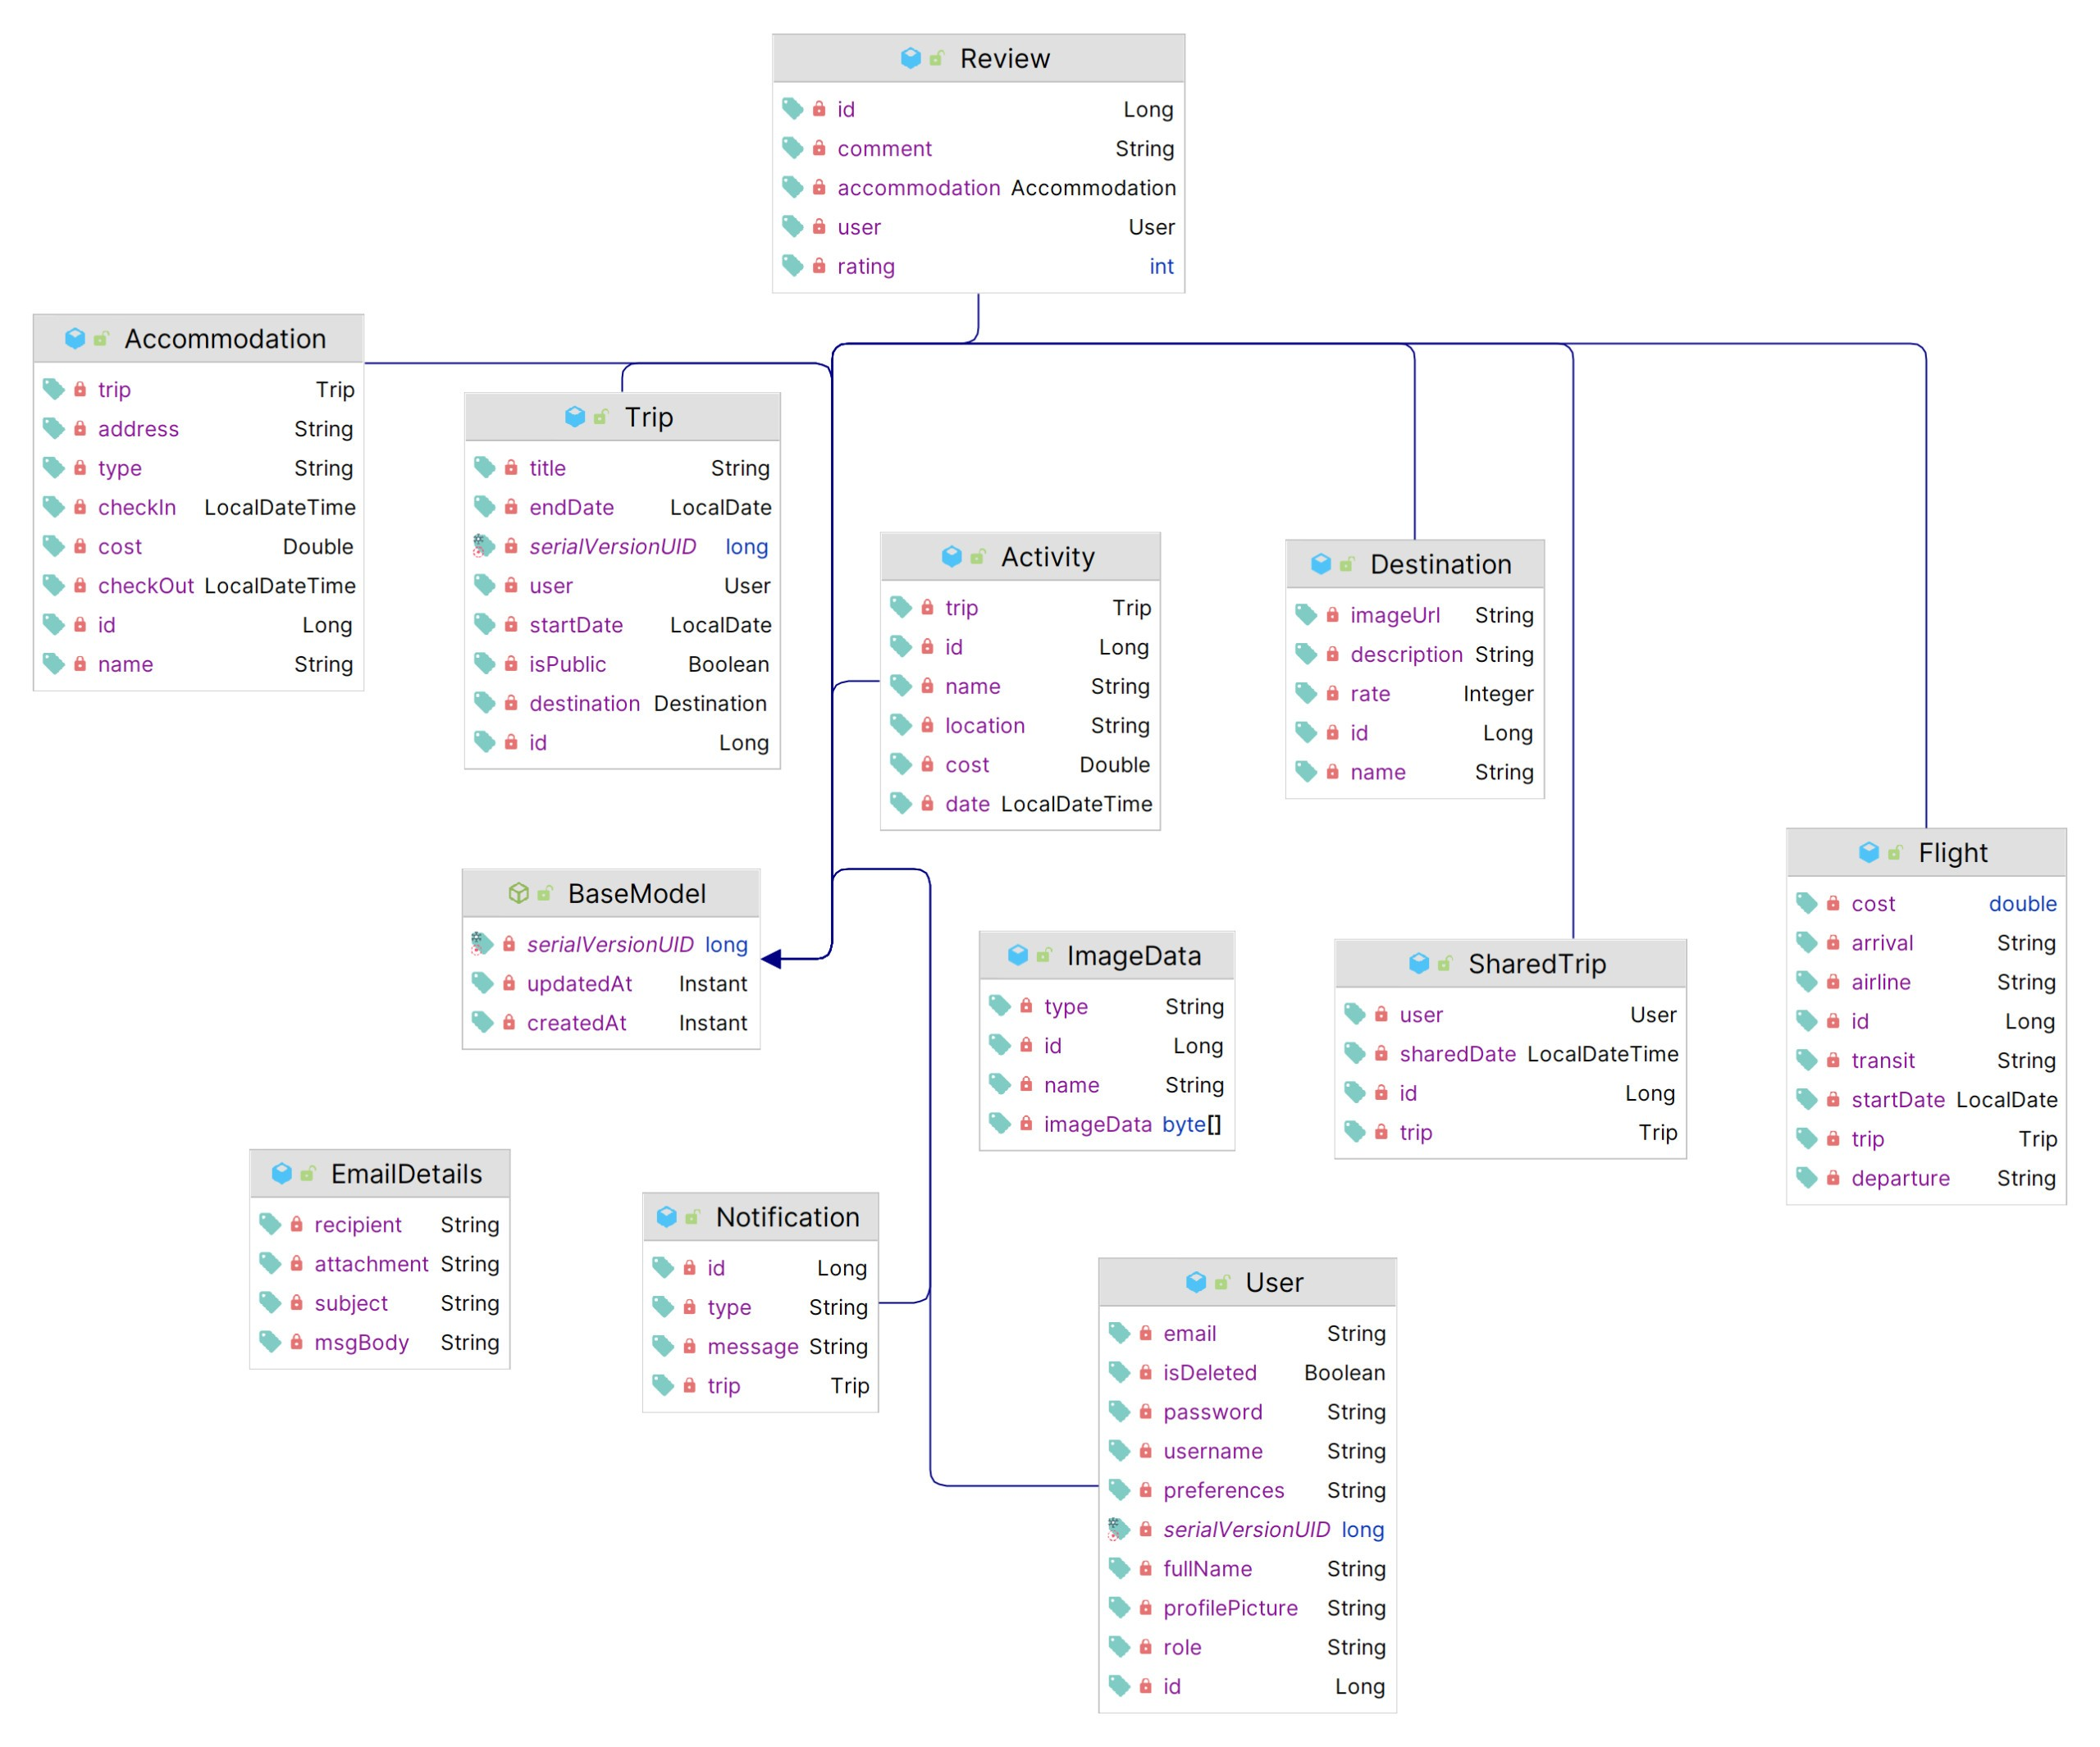 Review
id Long
comment String
accommodation Accommodation
user User
rating int
Accommodation
trip Trip
address String
type String
checkIn LocalDateTime
cost Double
checkOut LocalDateTime
id Long
name String
Trip
title String
endDate LocalDate
serialVersionUID long
user User
startDate LocalDate
isPublic Boolean
destination Destination
id Long
Activity
trip Trip
id Long
name String
location String
cost Double
date LocalDateTime
Destination
imageUrl String
description String
rate Integer
id Long
name String
Flight
cost double
arrival String
airline String
id Long
transit String
startDate LocalDate
trip Trip
departure String
BaseModel
serialVersionUID long
updatedAt Instant
createdAt Instant
ImageData
type String
id Long
name String
imageData byte[]
SharedTrip
user User
sharedDate LocalDateTime
id Long
trip Trip
EmailDetails
recipient String
attachment String
subject String
msgBody String
Notification
id Long
type String
message String
trip Trip
User
email String
isDeleted Boolean
password String
username String
preferences String
serialVersionUID long
fullName String
profilePicture String
role String
id Long